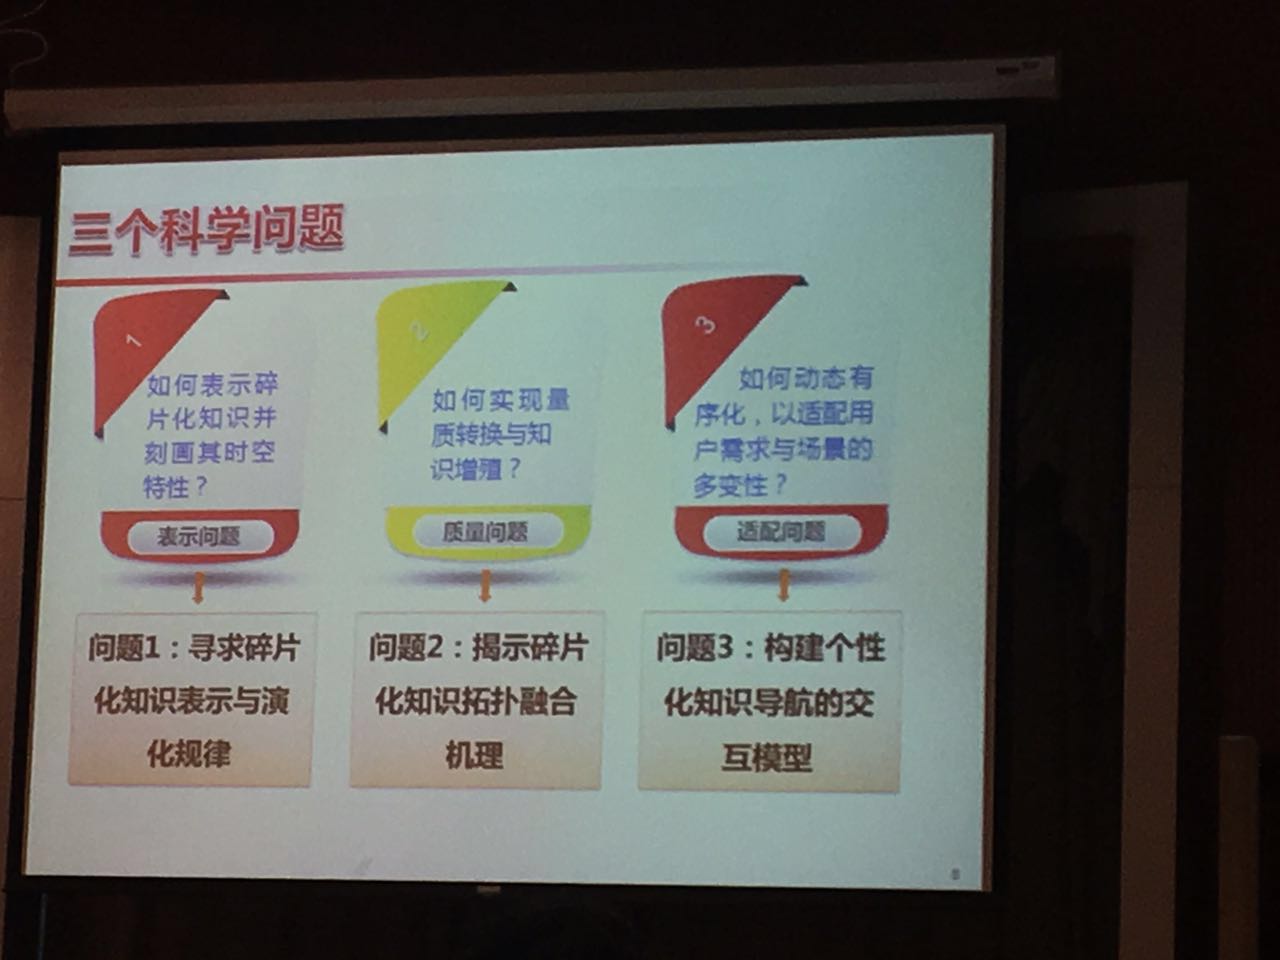 三个科学问题
1
如何表示碎
片化知识并
刻画其时空
特性？
表示问题
问题1：寻求碎片
化知识表示与演
化规律
2
如何实现量
质转换与知
识增殖？
质量问题
问题2：揭示碎片
化知识拓扑融合
机理
3
如何动态有
序化，以适配用
户需求与场景的
多变性？
适配问题
问题3：构建个性
化知识导航的交
互模型